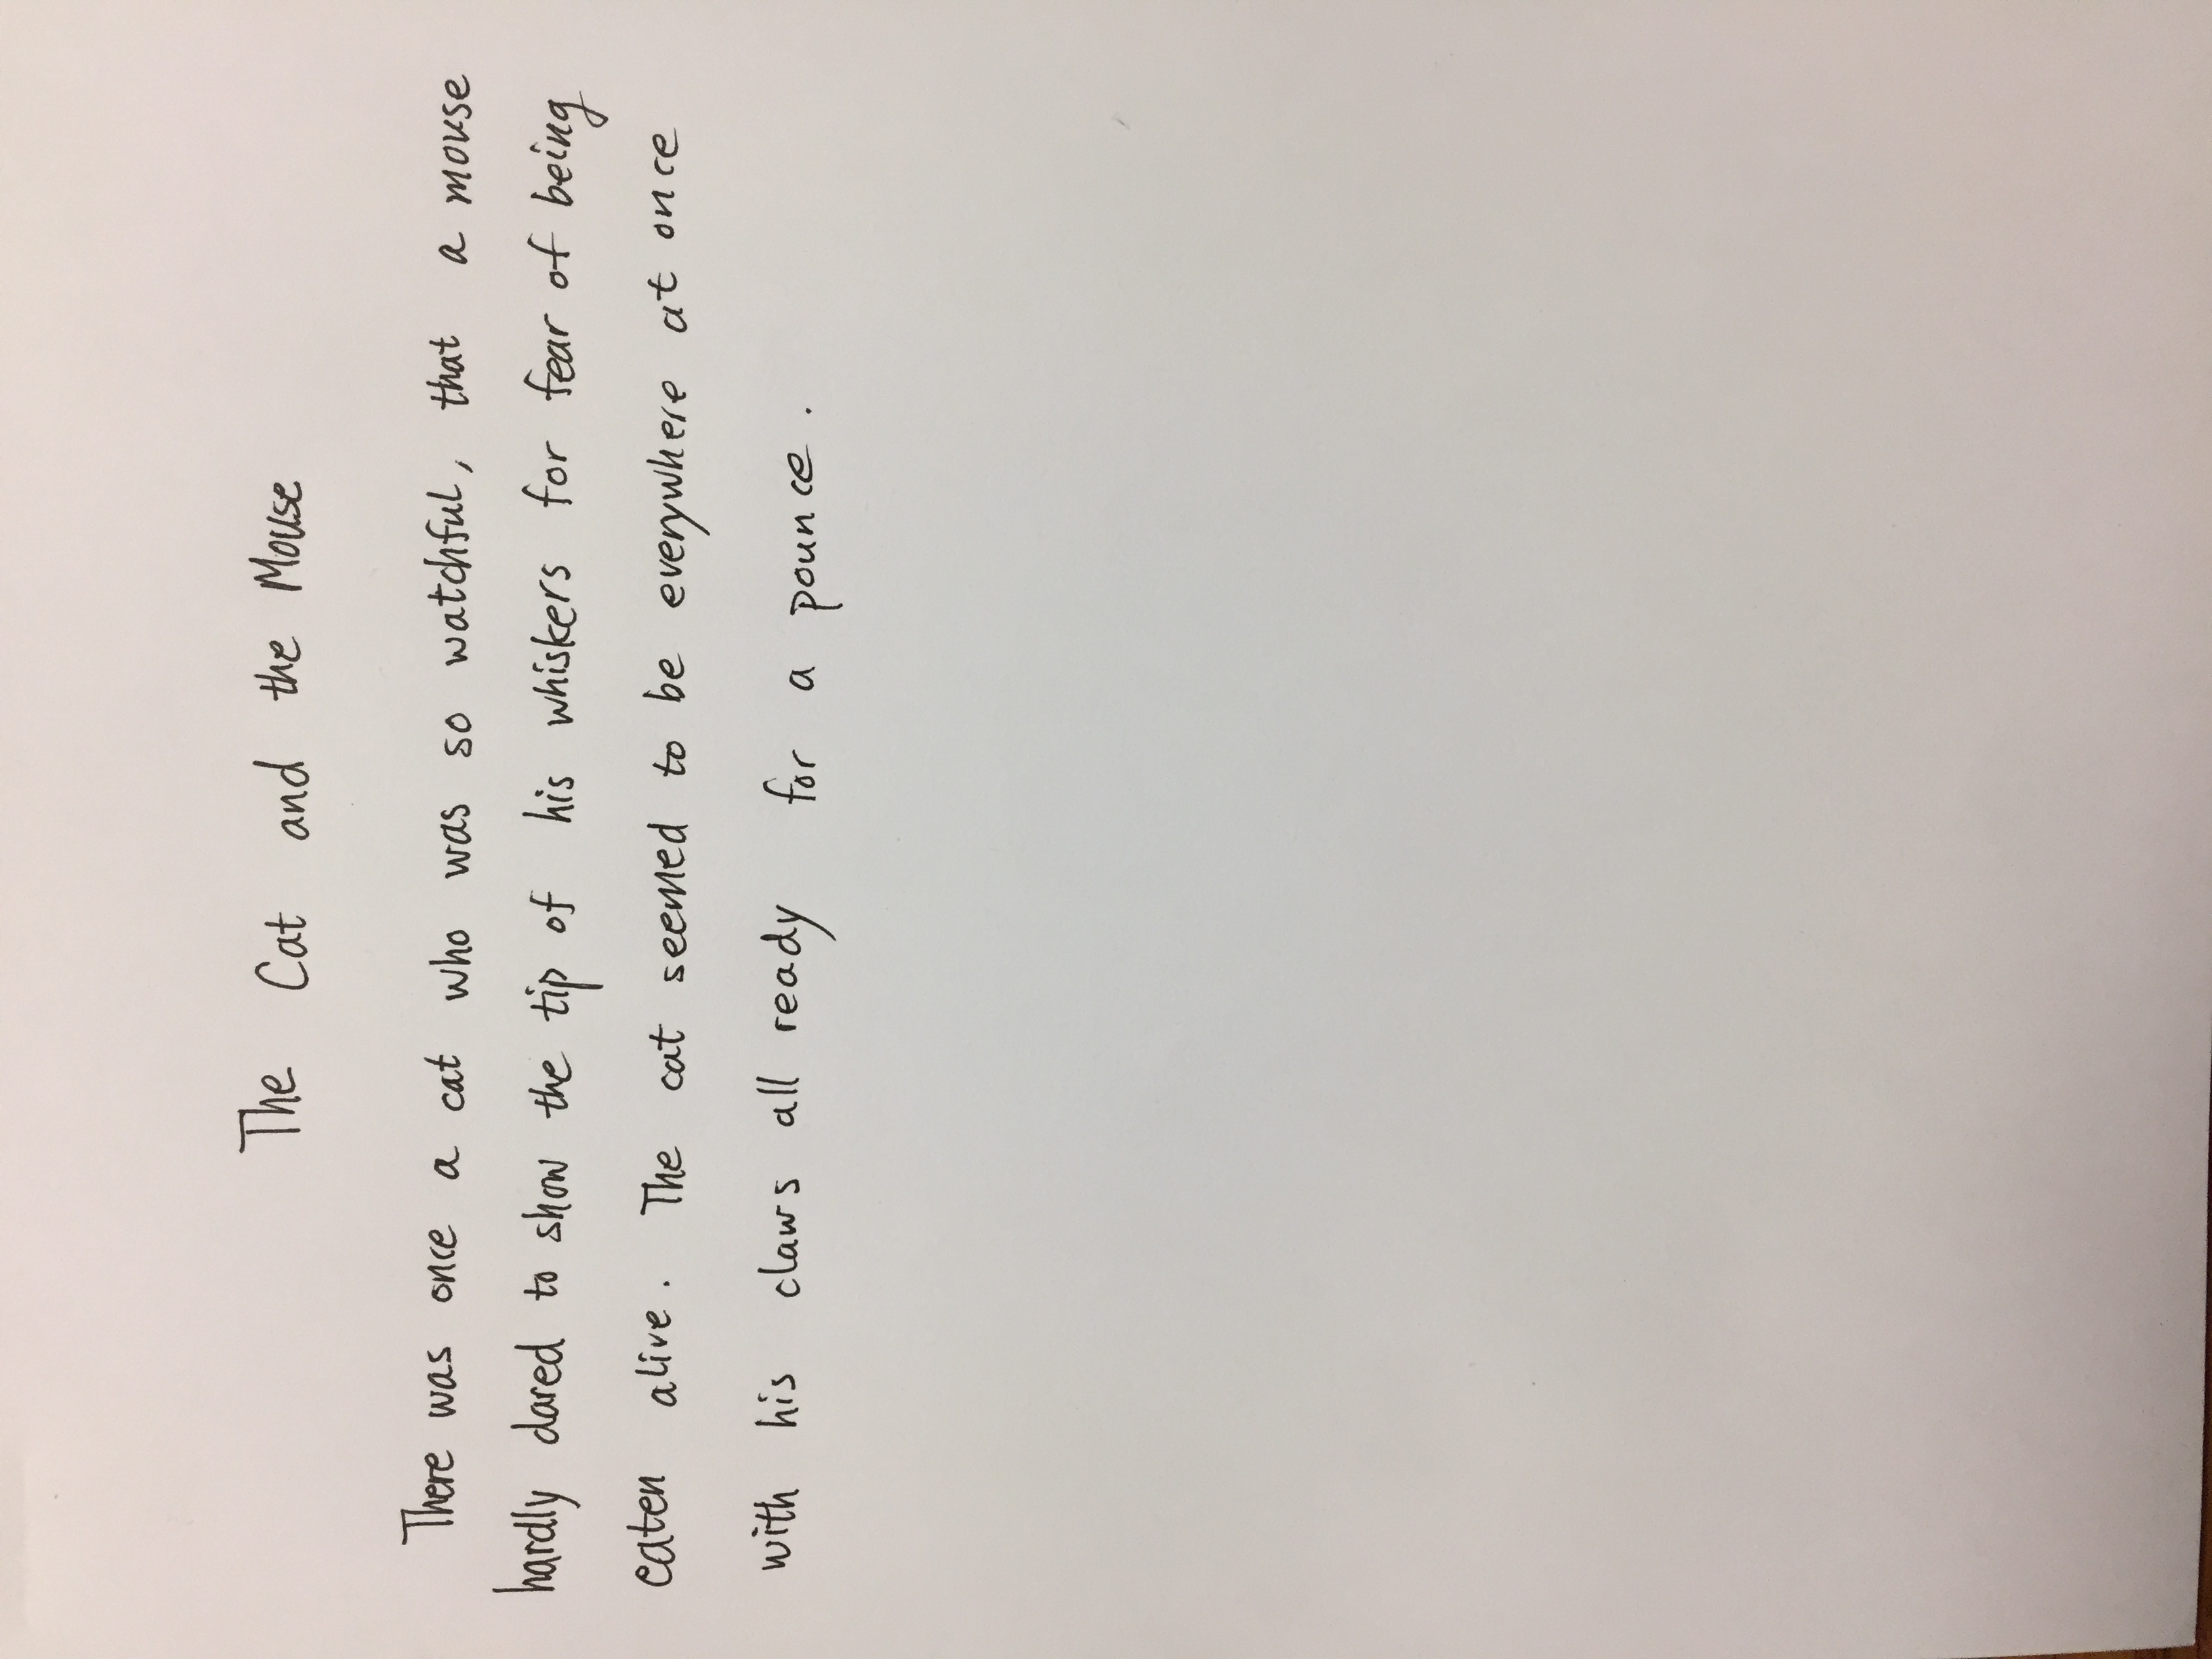 The Cat and the Mouse
There was once a cat who was so watchful, that a mouse
hardly dared to show the tip of his whiskers for fear of being
eaten alive. The cat seemed to be everywhere at once
with his claws all ready for a pounce.